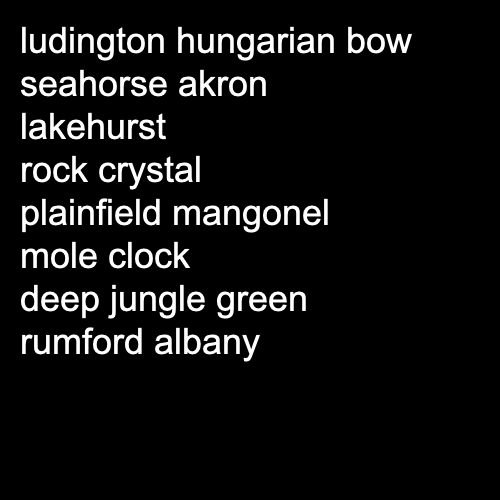 ludington hungarian bow
seahorse akron
lakehurst
rock crystal
plainfield mangonel
mole clock
deep jungle green
rumford albany